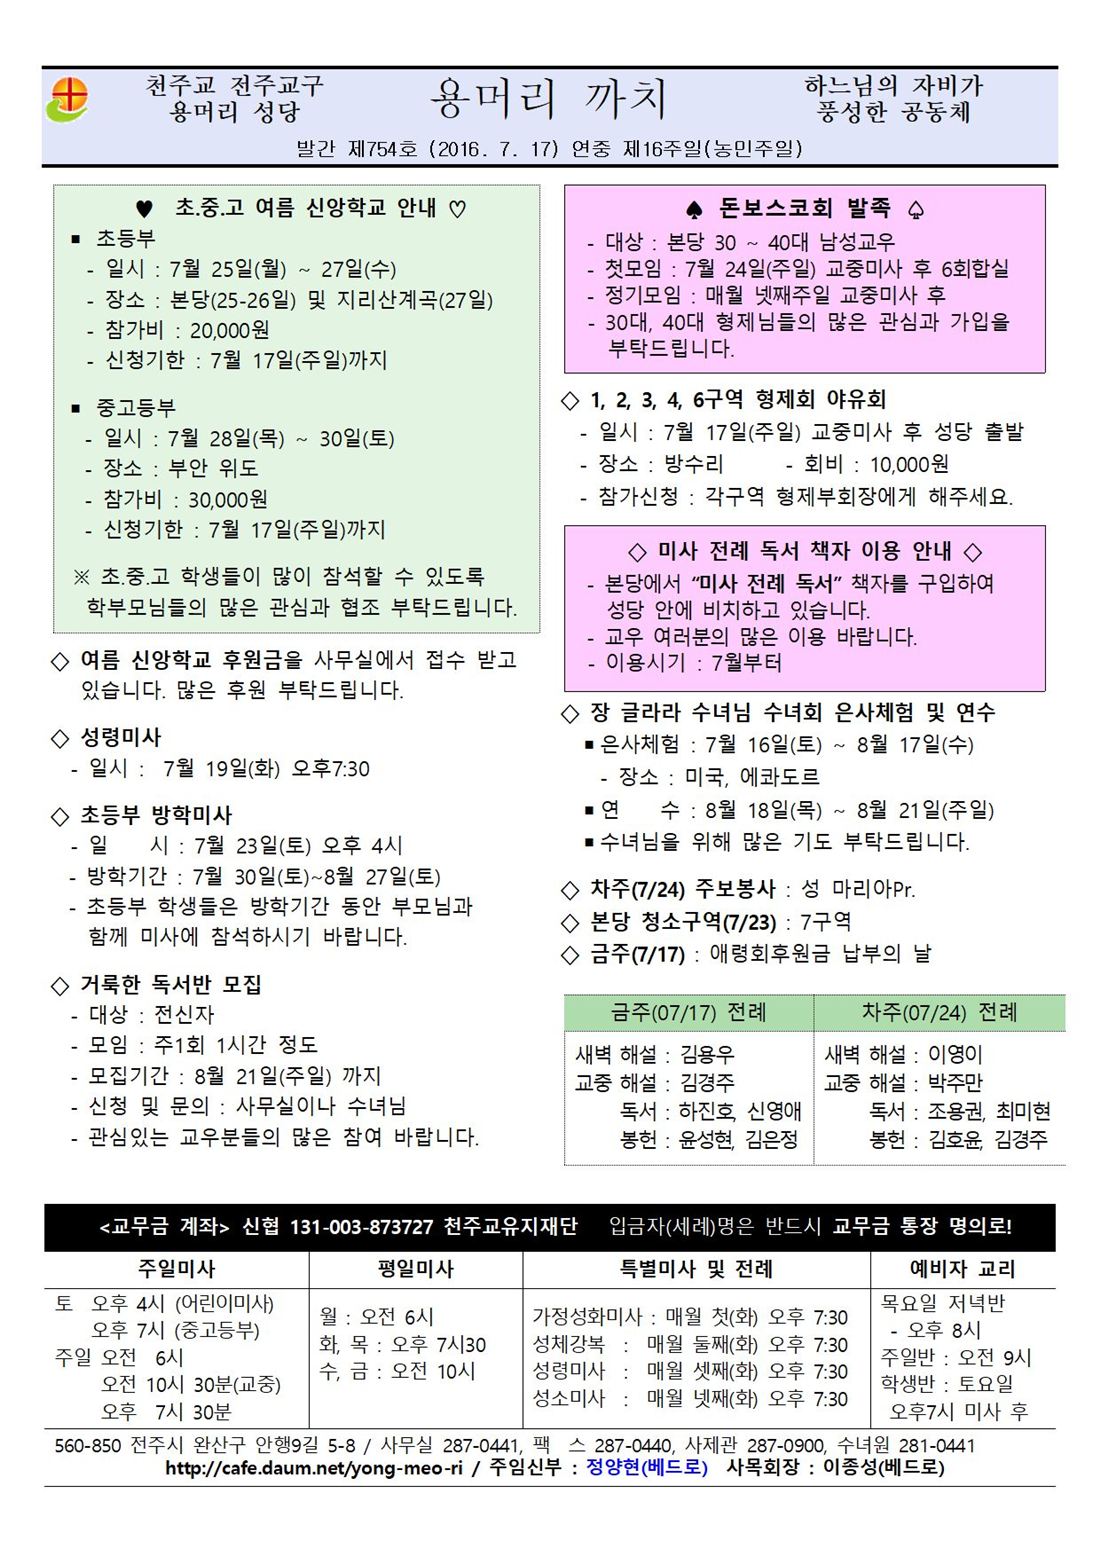 천주교 전주교구
용머리 성당
용머리 까치
하느님의 자비가
풍성한 공동체
발간 제754호 (2016. 7. 17) 연중 제16주일(농민주일)
♥ 초.중.고 여름 신앙학교 안내 ♡
■ 초등부
- 일시 : 7월 25일(월) ~ 27일(수)
- 장소 : 본당(25-26일) 및 지리산계곡(27일)
- 참가비 : 20,000원
- 신청기한 : 7월 17일(주일)까지
■ 중고등부
- 일시 : 7월 28일(목) ~ 30일(토)
- 장소 : 부안 위도
- 참가비 : 30,000원
- 신청기한 : 7월 17일(주일)까지
※ 초.중.고 학생들이 많이 참석할 수 있도록
학부모님들의 많은 관심과 협조 부탁드립니다.
◇ 여름 신앙학교 후원금을 사무실에서 접수 받고
있습니다. 많은 후원 부탁드립니다.
◇ 성령미사
- 일시 : 7월 19일(화) 오후7:30
◇ 초등부 방학미사
- 일 시 : 7월 23일(토) 오후 4시
- 방학기간 : 7월 30일(토)~8월 27일(토)
- 초등부 학생들은 방학기간 동안 부모님과
함께 미사에 참석하시기 바랍니다.
◇ 거룩한 독서반 모집
- 대상 : 전신자
- 모임 : 주1회 1시간 정도
- 모집기간 : 8월 21일(주일) 까지
- 신청 및 문의 : 사무실이나 수녀님
- 관심있는 교우분들의 많은 참여 바랍니다.
♠ 돈보스코회 발족 ♤
- 대상 : 본당 30 ~ 40대 남성교우
- 첫모임 : 7월 24일(주일) 교중미사 후 6회합실
- 정기모임 : 매월 넷째주일 교중미사 후
- 30대, 40대 형제님들의 많은 관심과 가입을
부탁드립니다.
◇ 1, 2, 3, 4, 6구역 형제회 야유회
- 일시 : 7월 17일(주일) 교중미사 후 성당 출발
- 장소 : 방수리 - 회비 : 10,000원
- 참가신청 : 각구역 형제부회장에게 해주세요.
◇ 미사 전례 독서 책자 이용 안내 ◇
- 본당에서 “미사 전례 독서” 책자를 구입하여
성당 안에 비치하고 있습니다.
- 교우 여러분의 많은 이용 바랍니다.
- 이용시기 : 7월부터
◇ 장 글라라 수녀님 수녀회 은사체험 및 연수
■ 은사체험 : 7월 16일(토) ~ 8월 17일(수)
- 장소 : 미국, 에콰도르
■ 연 수 : 8월 18일(목) ~ 8월 21일(주일)
■ 수녀님을 위해 많은 기도 부탁드립니다.
◇ 차주(7/24) 주보봉사 : 성 마리아Pr.
◇ 본당 청소구역(7/23) : 7구역
◇ 금주(7/17) : 애령회후원금 납부의 날
금주(07/17) 전례
새벽 해설 : 김용우
교중 해설 : 김경주
독서 : 하진호, 신영애
봉헌 : 윤성현, 김은정
차주(07/24) 전례
새벽 해설 : 이영이
교중 해설 : 박주만
독서 : 조용권, 최미현
봉헌 : 김호윤, 김경주
<교무금 계좌> 신협 131-003-873727 천주교유지재단 입금자(세례)명은 반드시 교무금 통장 명의로!
주일미사
토 오후 4시 (어린이미사)
오후 7시 (중고등부)
주일 오전 6시
오전 10시 30분(교중)
오후 7시 30분
평일미사
월 : 오전 6시
화, 목 : 오후 7시30
수, 금 : 오전 10시
특별미사 및 전례
가정성화미사 : 매월 첫(화) 오후 7:30
성체강복 : 매월 둘째(화) 오후 7:30
성령미사 : 매월 셋째(화) 오후 7:30
성소미사 : 매월 넷째(화) 오후 7:30
예비자 교리
목요일 저녁반
- 오후 8시
주일반 : 오전 9시
학생반 : 토요일
오후7시 미사 후
560-850 전주시 완산구 안행9길 5-8 / 사무실 287-0441, 팩 스 287-0440, 사제관 287-0900, 수녀원 281-0441
http://cafe.daum.net/yong-meo-ri / 주임신부 : 정양현(베드로) 사목회장 : 이종성(베드로)